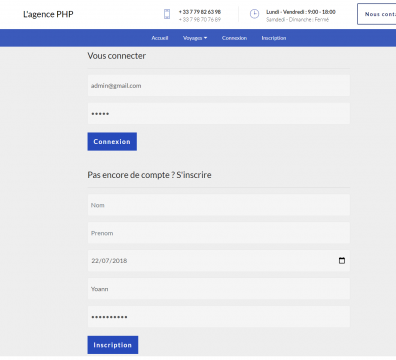 L'agence PHP
+ 33 7 79 82 63 98
+ 33 7 98 70 76 89
Lundi - Vendredi : 9:00 - 18:00
Samedi - Dimanche : Fermé
Nous conta
Accueil
Voyages
Connexion
Inscription
Vous connecter
admin@gmail.com
•••••
Connexion
Pas encore de compte ? S'inscrire
Nom
Prenom
22/07/2018
Yoann
••••••••••
Inscription